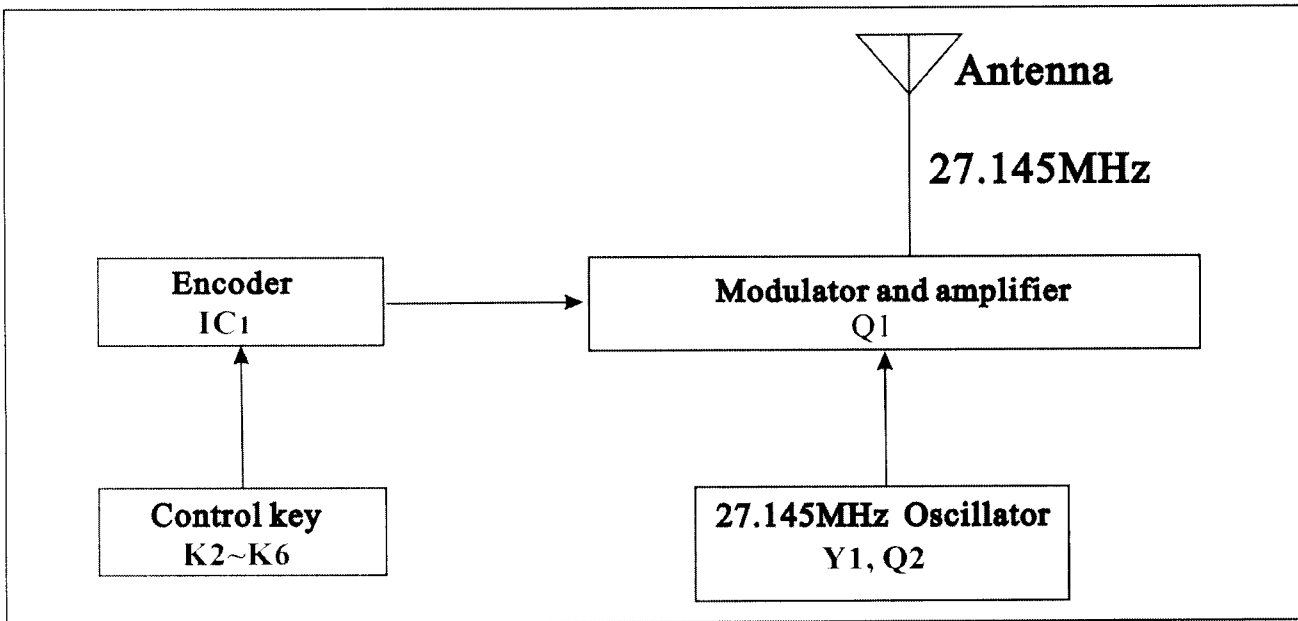 Antenna
27.145MHz
Encoder
IC1
Modulator and amplifier
Q1
Control key
K2~K6
27.145MHz Oscillator
Y1, Q2